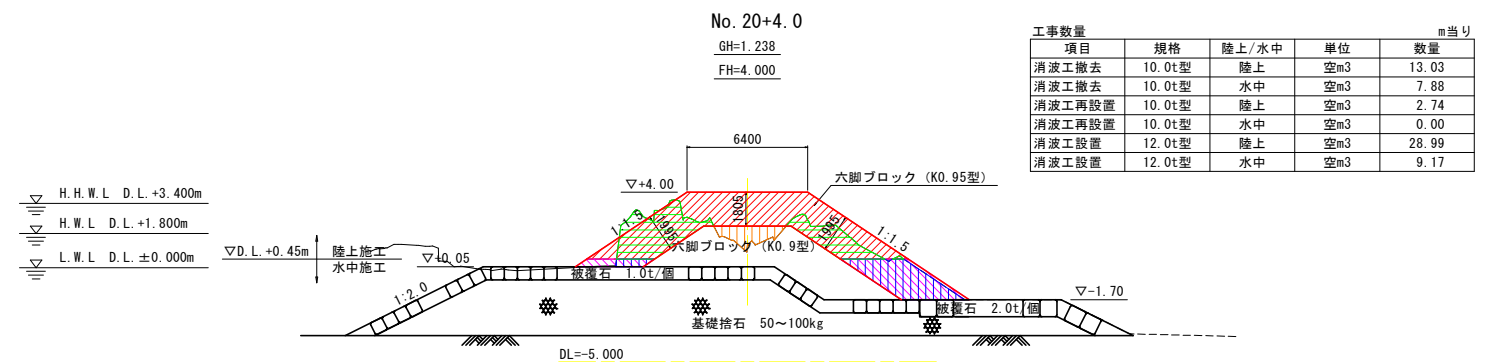 No. 20+4.0
GH=1.238
FH=4.000
工事数量 m当り
項目 規格 陸上/水中 単位 数量
消波工撤去 10.0t型 陸上 空m3 13.03
消波工撤去 10.0t型 水中 空m3 7.88
消波工再設置 10.0t型 陸上 空m3 2.74
消波工再設置 10.0t型 水中 空m3 0.00
消波工設置 12.0t型 陸上 空m3 28.99
消波工設置 12.0t型 水中 空m3 9.17
6400
六脚ブロック (K0.95型)
▽+4.00
H.H.W.L D.L.+3.400m
1805
1:1.5
1995
1995
1:1.5
H.W.L D.L.+1.800m
六脚ブロック (K0.9型)
▽D.L.+0.45m
陸上施工
水中施工
L.W.L D.L.±0.000m
▽+0.05
被覆石 1.0t/個
1:2.0
▽-1.70
被覆石 2.0t/個
基礎捨石 50～100kg
DL=-5.000